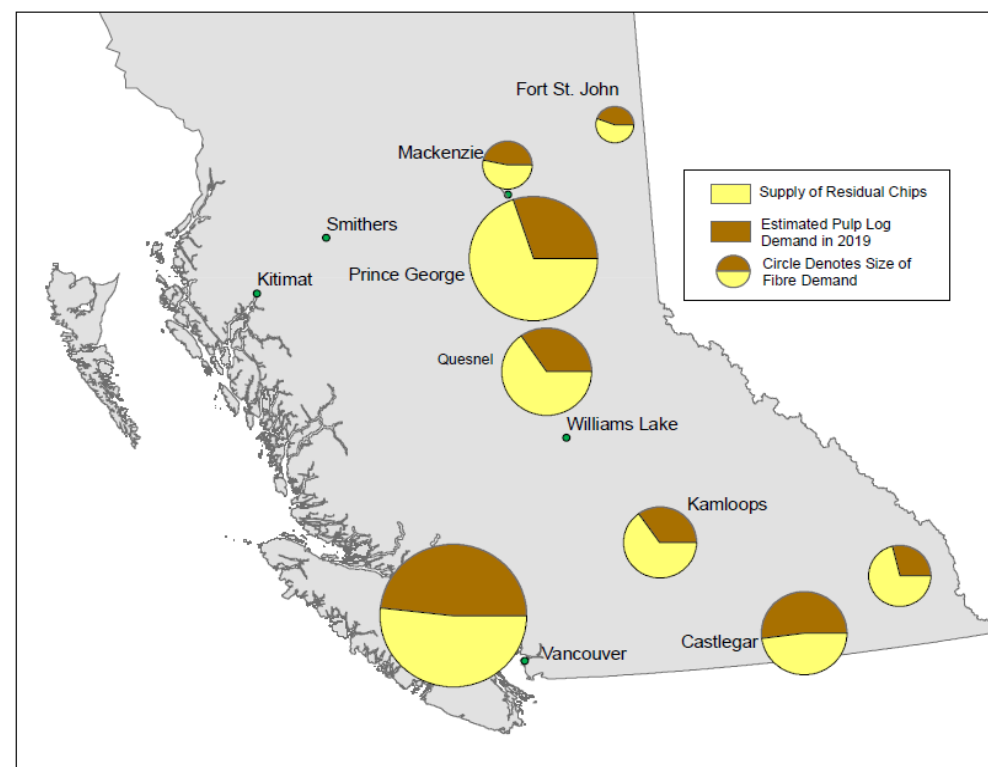 Fort St. John
Mackenzie
Supply of Residual Chips
Estimated Pulp Log
Demand in 2019
Circle Denotes Size of
Fibre Demand
Smithers
Prince George
Kitimat
Quesnel
Williams Lake
Kamloops
Castlegar
Vancouver